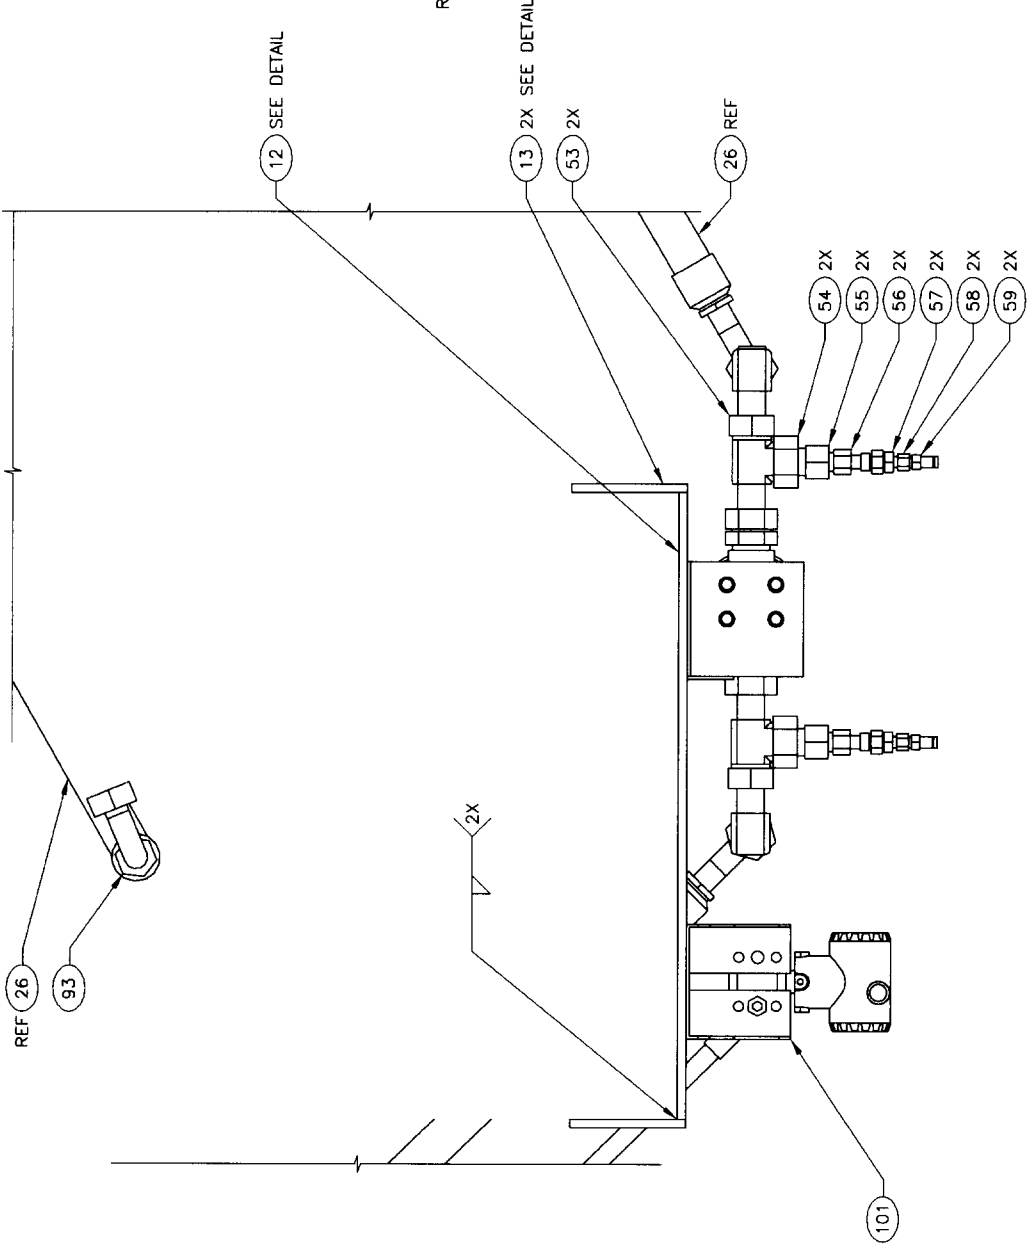 R
12 SEE DETAIL
13 2X SEE DETAIL
53 2X
26 REF
54 2X
55 2X
56 2X
57 2X
58 2X
59 2X
2X
REF 26
93
101